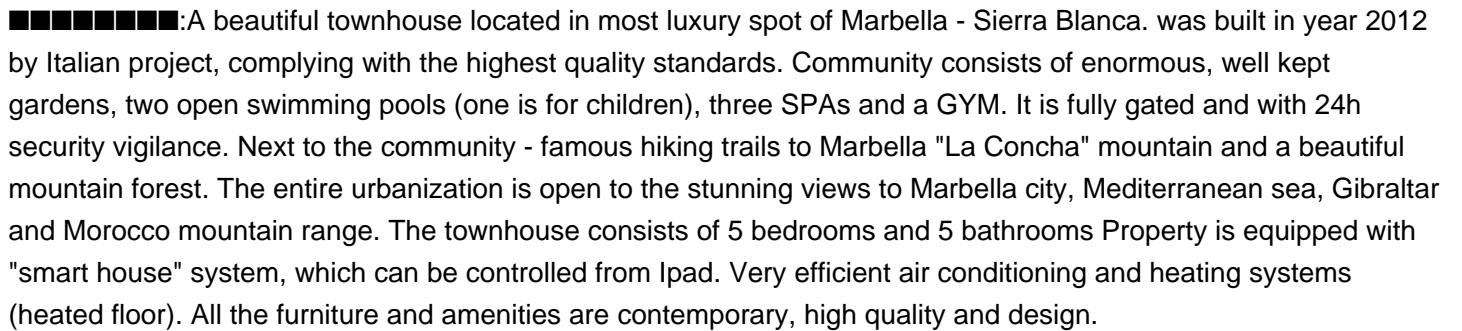 ■■■■■■■■:A beautiful townhouse located in most luxury spot of Marbella - Sierra Blanca. was built in year 2012
by Italian project, complying with the highest quality standards. Community consists of enormous, well kept
gardens, two open swimming pools (one is for children), three SPAs and a GYM. It is fully gated and with 24h
security vigilance. Next to the community - famous hiking trails to Marbella "La Concha" mountain and a beautiful
mountain forest. The entire urbanization is open to the stunning views to Marbella city, Mediterranean sea, Gibraltar
and Morocco mountain range. The townhouse consists of 5 bedrooms and 5 bathrooms Property is equipped with
"smart house" system, which can be controlled from Ipad. Very efficient air conditioning and heating systems
(heated floor). All the furniture and amenities are contemporary, high quality and design.